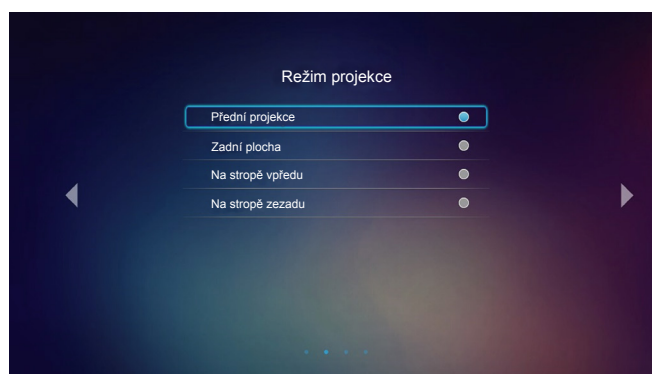 Režim projekce
Přední projekce
Zadní plocha
Na stropě vpředu
Na stropě zezadu